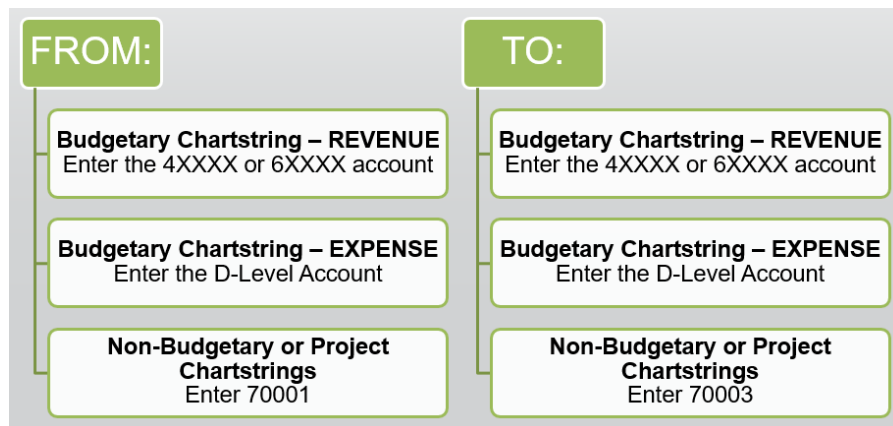 FROM:
Budgetary Chartstring – REVENUE
Enter the 4XXXX or 6XXXX account
Budgetary Chartstring – EXPENSE
Enter the D-Level Account
Non-Budgetary or Project
Chartstrings
Enter 70001
TO:
Budgetary Chartstring – REVENUE
Enter the 4XXXX or 6XXXX account
Budgetary Chartstring – EXPENSE
Enter the D-Level Account
Non-Budgetary or Project
Chartstrings
Enter 70003